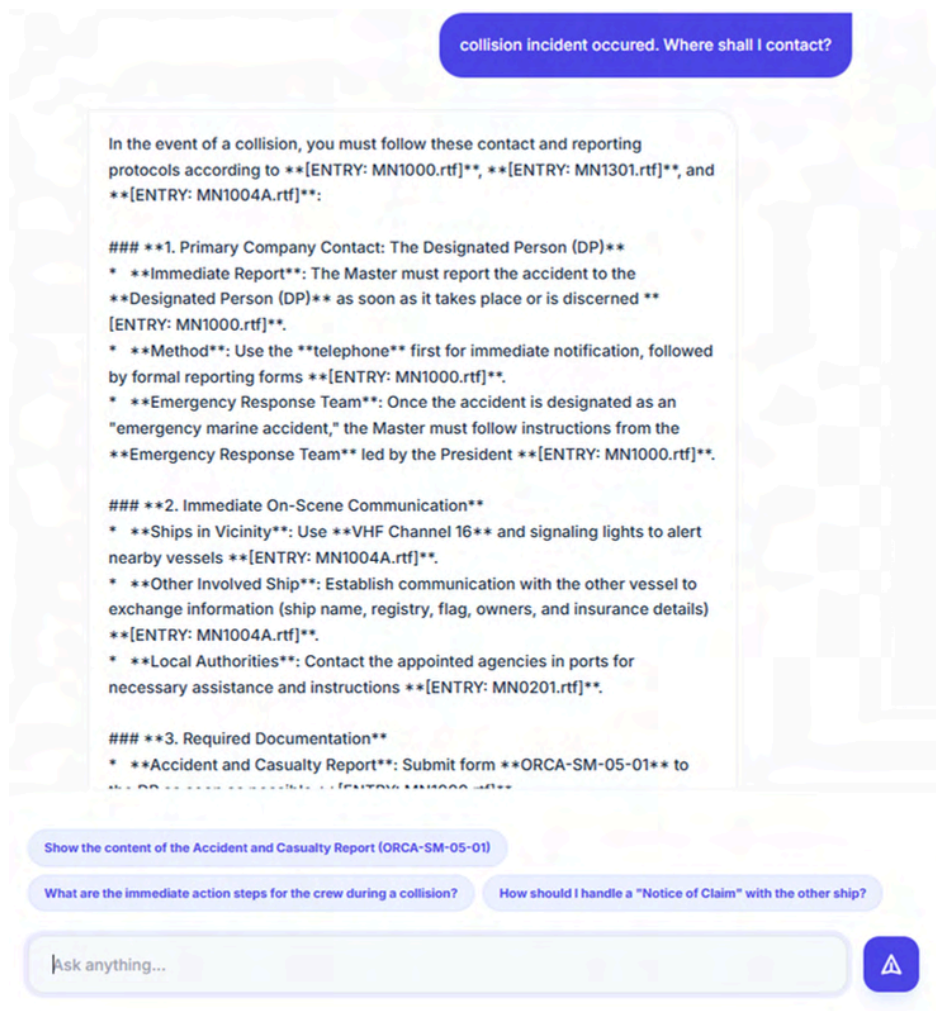 collision incident occured. Where shall I contact?
In the event of a collision, you must follow these contact and reporting
protocols according to **[ENTRY: MN1000.rtf]**, **[ENTRY: MN1301.rtf]**, and
**[ENTRY: MN1004A.rtf]**:
### **1. Primary Company Contact: The Designated Person (DP)**
* **Immediate Report**: The Master must report the accident to the
**Designated Person (DP)** as soon as it takes place or is discerned **
[ENTRY: MN1000.rtf]**.
* **Method**: Use the **telephone** first for immediate notification, followed
by formal reporting forms **[ENTRY: MN1000.rtf]**.
* **Emergency Response Team**: Once the accident is designated as an
"emergency marine accident," the Master must follow instructions from the
**Emergency Response Team** led by the President **[ENTRY: MN1000.rtf]**.
### **2. Immediate On-Scene Communication**
* **Ships in Vicinity**: Use **VHF Channel 16** and signaling lights to alert
nearby vessels **[ENTRY: MN1004A.rtf]**.
* **Other Involved Ship**: Establish communication with the other vessel to
exchange information (ship name, registry, flag, owners, and insurance details)
**[ENTRY: MN1004A.rtf]**.
* **Local Authorities**: Contact the appointed agencies in ports for
necessary assistance and instructions **[ENTRY: MN0201.rtf]**.
### **3. Required Documentation**
* **Accident and Casualty Report**: Submit form **ORCA-SM-05-01** to
Show the content of the Accident and Casualty Report (ORCA-SM-05-01)
What are the immediate action steps for the crew during a collision?
How should I handle a "Notice of Claim" with the other ship?
Ask anything...